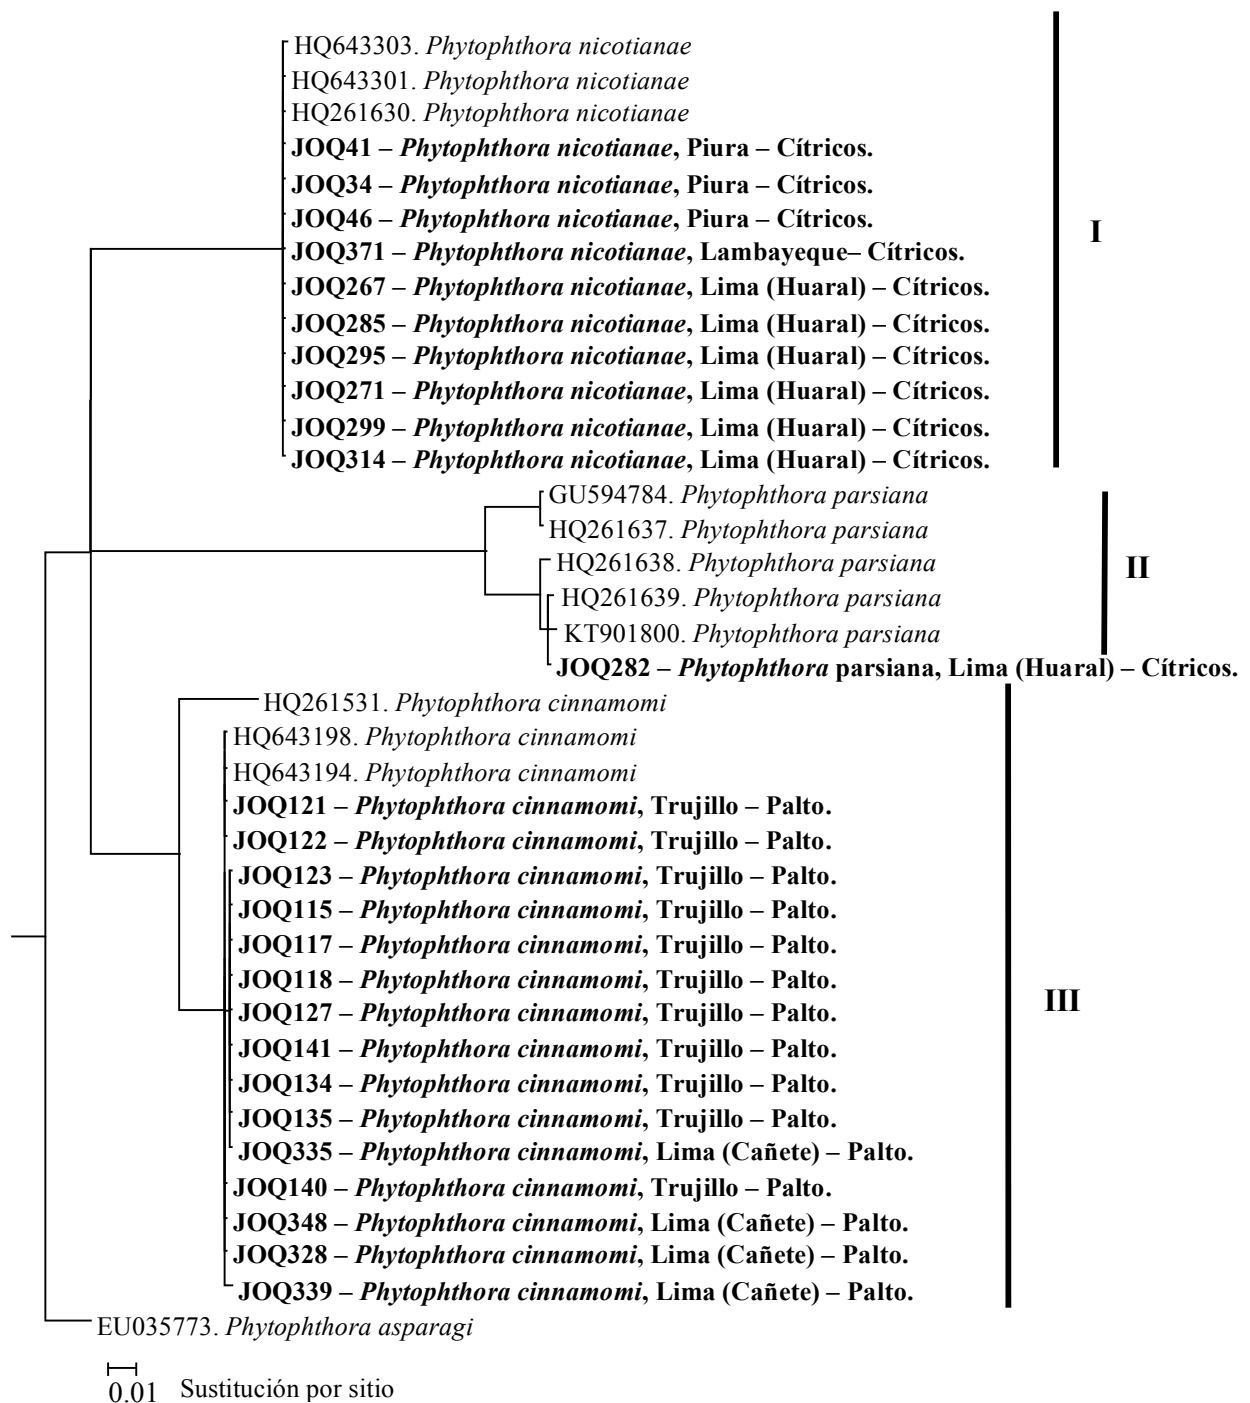 HQ643303. Phytophthora nicotianae
HQ643301. Phytophthora nicotianae
HQ261630. Phytophthora nicotianae
JOQ41 – Phytophthora nicotianae, Piura – Cítricos.
JOQ34 – Phytophthora nicotianae, Piura – Cítricos.
JOQ46 – Phytophthora nicotianae, Piura – Cítricos.
I
JOQ371 – Phytophthora nicotianae, Lambayeque– Cítricos.
JOQ267 – Phytophthora nicotianae, Lima (Huaral) – Cítricos.
JOQ285 – Phytophthora nicotianae, Lima (Huaral) – Cítricos.
JOQ295 – Phytophthora nicotianae, Lima (Huaral) – Cítricos.
JOQ271 – Phytophthora nicotianae, Lima (Huaral) – Cítricos.
JOQ299 – Phytophthora nicotianae, Lima (Huaral) – Cítricos.
JOQ314 – Phytophthora nicotianae, Lima (Huaral) – Cítricos.
GU594784. Phytophthora parsiana
HQ261637. Phytophthora parsiana
HQ261638. Phytophthora parsiana
II
HQ261639. Phytophthora parsiana
KT901800. Phytophthora parsiana
JOQ282 – Phytophthora parsiana, Lima (Huaral) – Cítricos.
HQ261531. Phytophthora cinnamomi
HQ643198. Phytophthora cinnamomi
HQ643194. Phytophthora cinnamomi
JOQ121 – Phytophthora cinnamomi, Trujillo – Palto.
JOQ122 – Phytophthora cinnamomi, Trujillo – Palto.
JOQ123 – Phytophthora cinnamomi, Trujillo – Palto.
JOQ115 – Phytophthora cinnamomi, Trujillo – Palto.
JOQ117 – Phytophthora cinnamomi, Trujillo – Palto.
JOQ118 – Phytophthora cinnamomi, Trujillo – Palto.
III
JOQ127 – Phytophthora cinnamomi, Trujillo – Palto.
JOQ141 – Phytophthora cinnamomi, Trujillo – Palto.
JOQ134 – Phytophthora cinnamomi, Trujillo – Palto.
JOQ135 – Phytophthora cinnamomi, Trujillo – Palto.
JOQ335 – Phytophthora cinnamomi, Lima (Cañete) – Palto.
JOQ140 – Phytophthora cinnamomi, Trujillo – Palto.
JOQ348 – Phytophthora cinnamomi, Lima (Cañete) – Palto.
JOQ328 – Phytophthora cinnamomi, Lima (Cañete) – Palto.
JOQ339 – Phytophthora cinnamomi, Lima (Cañete) – Palto.
EU035773. Phytophthora asparagi
0.01 Sustitución por sitio